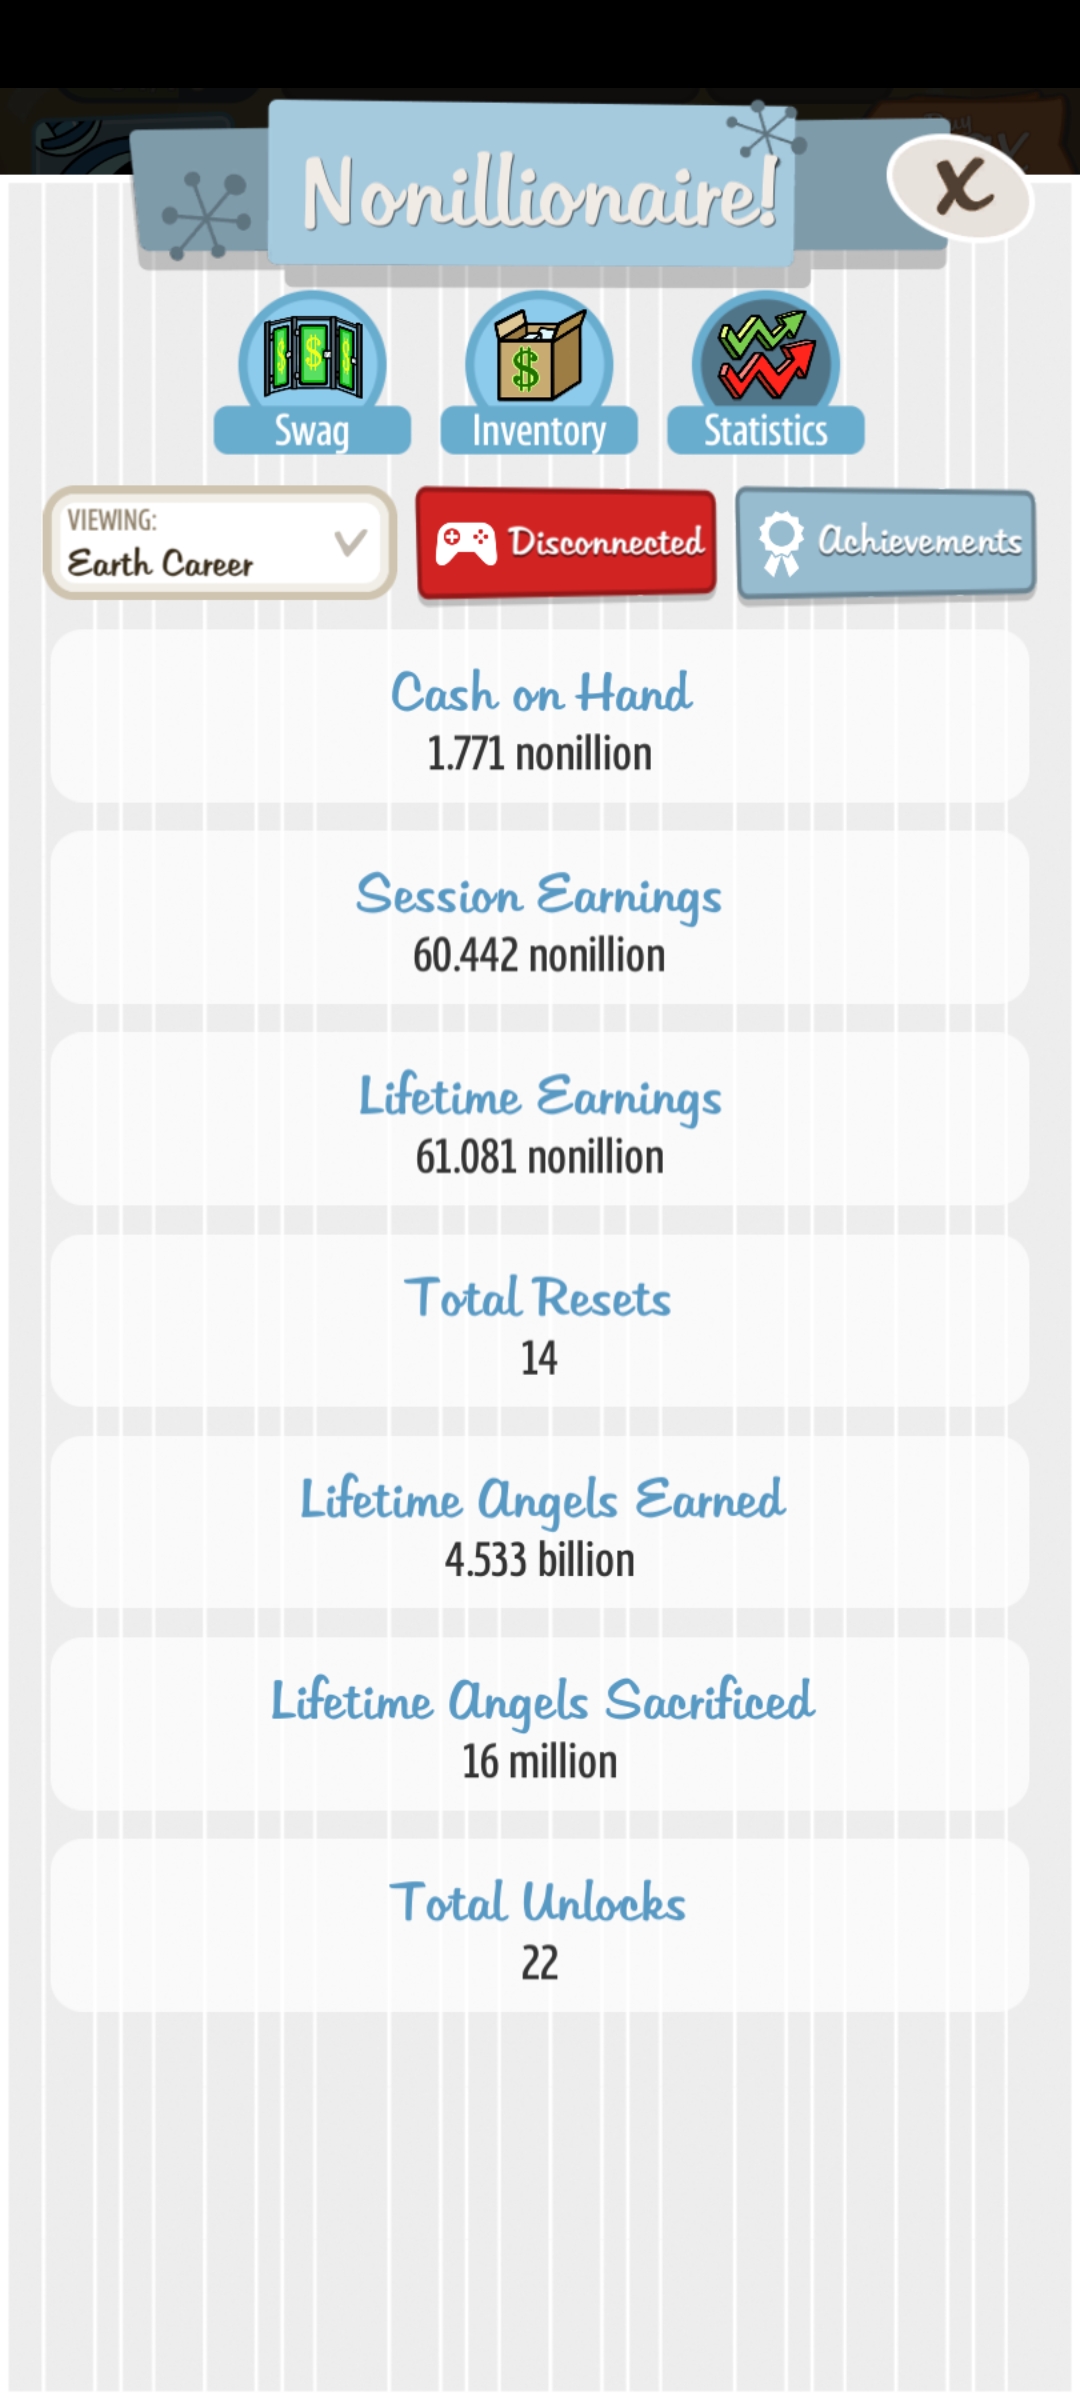 Nonillionaire!
X
Swag
Inventory
Statistics
VIEWING:
Earth Career
Disconnected
Achievements
Cash on Hand
1.771 nonillion
Session Earnings
60.442 nonillion
Lifetime Earnings
61.081 nonillion
Total Resets
14
Lifetime Angels Earned
4.533 billion
Lifetime Angels Sacrificed
16 million
Total Unlocks
22